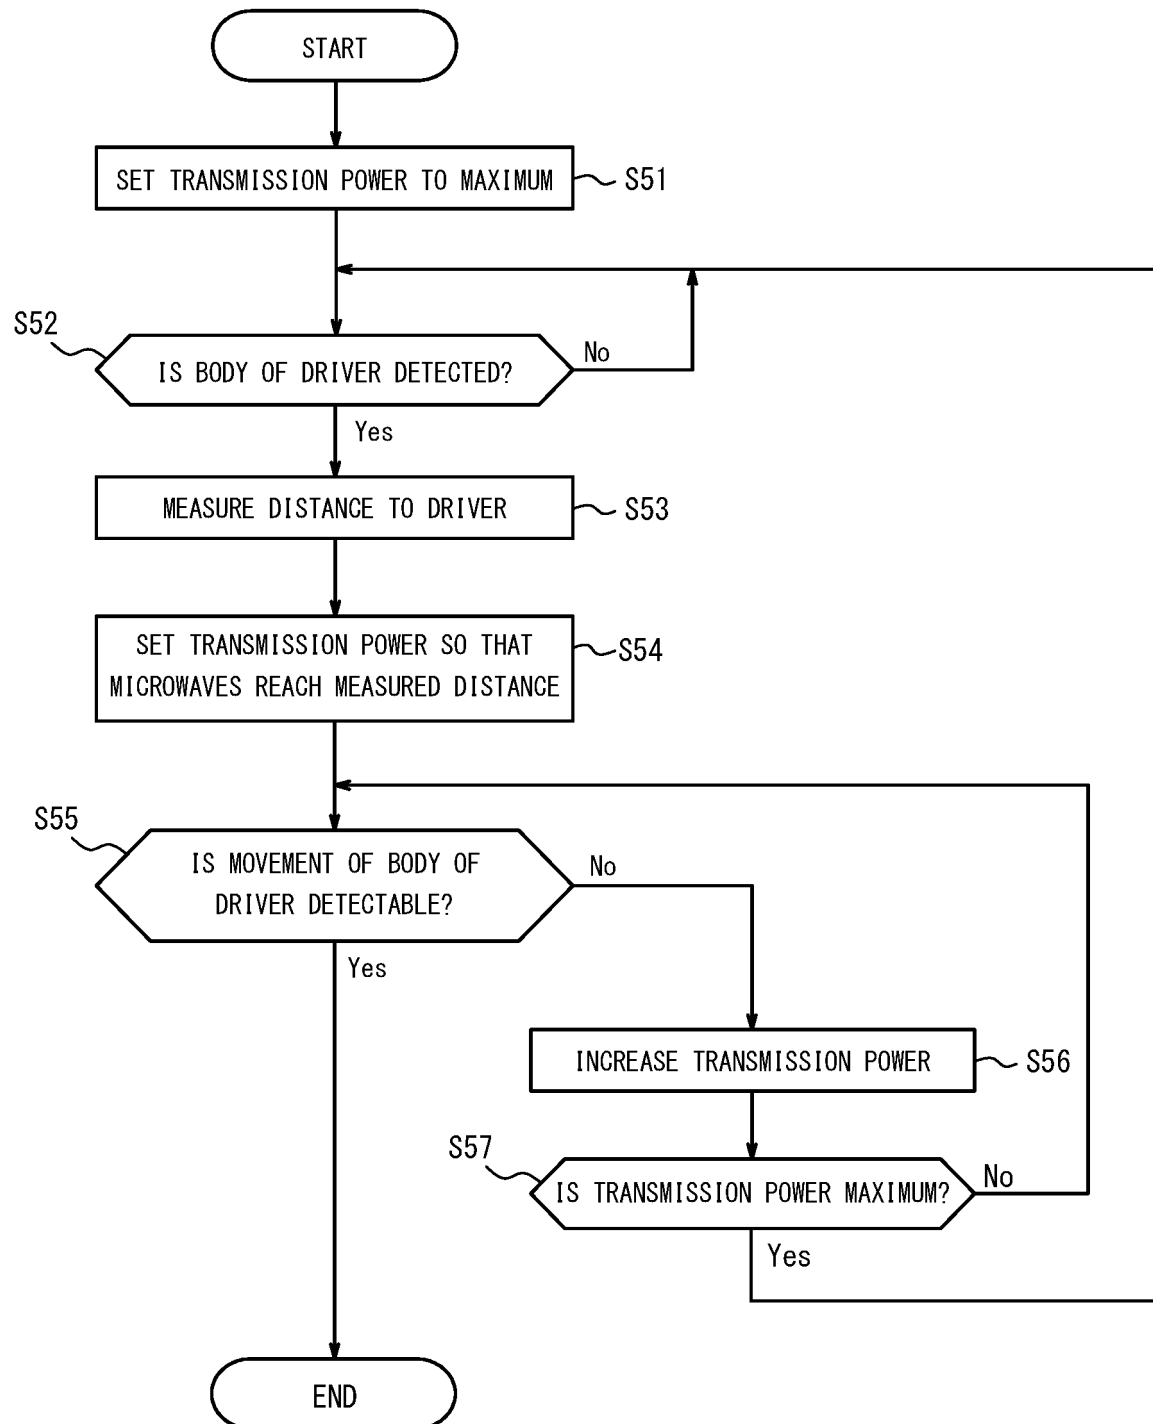 START
SET TRANSMISSION POWER TO MAXIMUM
S51
S52
IS BODY OF DRIVER DETECTED?
No
Yes
MEASURE DISTANCE TO DRIVER
S53
SET TRANSMISSION POWER SO THAT
MICROWAVES REACH MEASURED DISTANCE
S54
S55
IS MOVEMENT OF BODY OF
DRIVER DETECTABLE?
No
Yes
INCREASE TRANSMISSION POWER
S56
S57
IS TRANSMISSION POWER MAXIMUM?
No
Yes
END